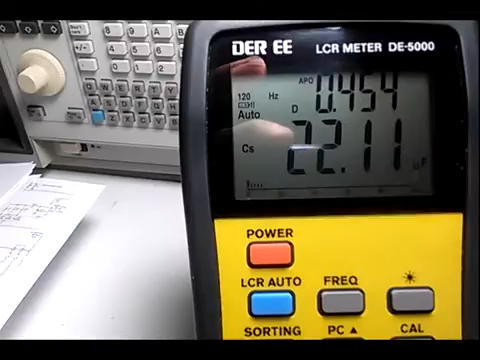 DER EE LCR METER DE-5000
APO 0.454
120 Hz
D
Auto
22.11
Cs
uF
POWER
LCR AUTO FREQ
SORTING PC ▲ CAL